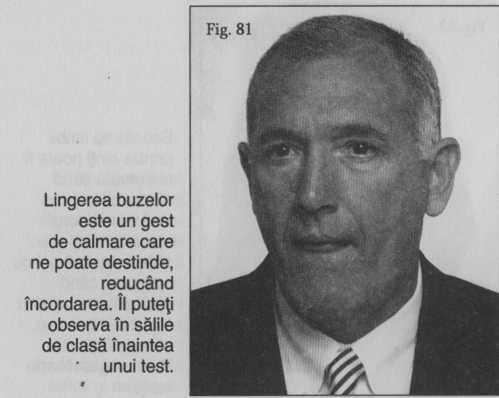 Fig. 81
Lingerea buzelor
este un gest
de calmare care
ne poate destinde,
reducând
încordarea. Îl puteţi
observa în sălile
de clasă înaintea
unui test.